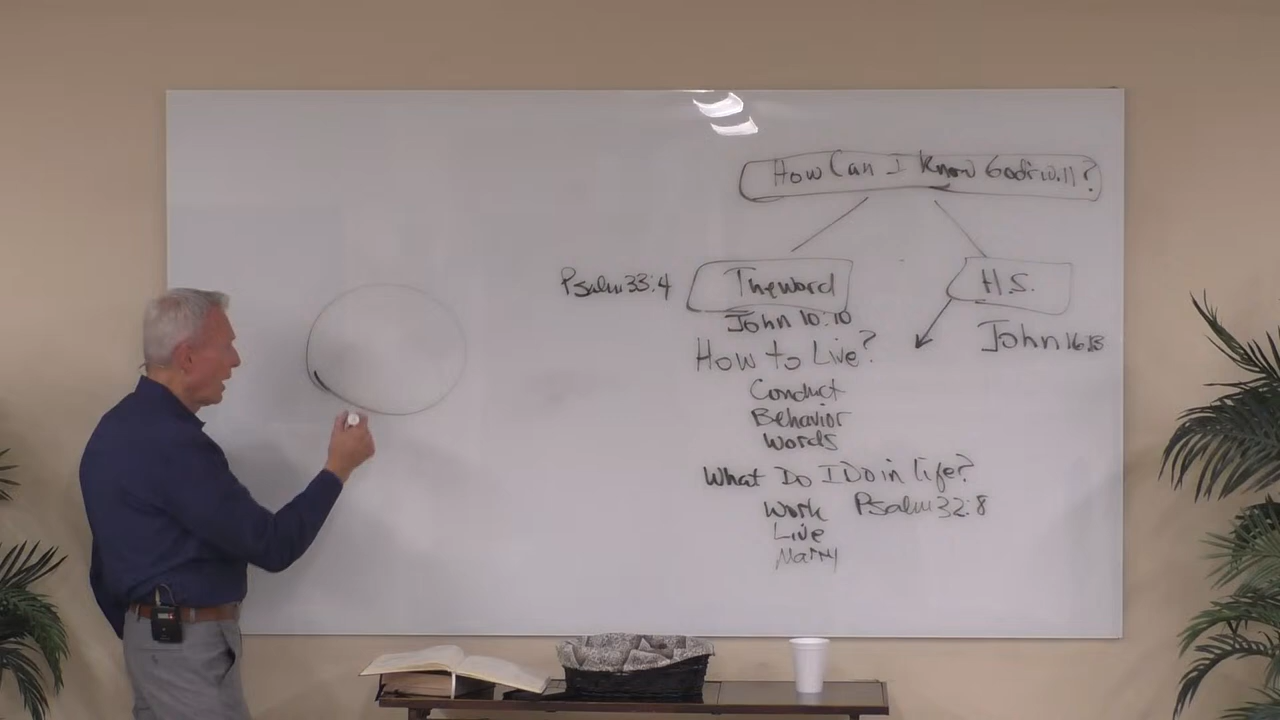 How Can I Know God's Will?
Psalm 33:4
The Word
H.S.
John 10:10
John 16:13
How to Live?
Conduct
Behavior
Words
What Do I Do in life?
Work
Psalm 32:8
Live
Marry